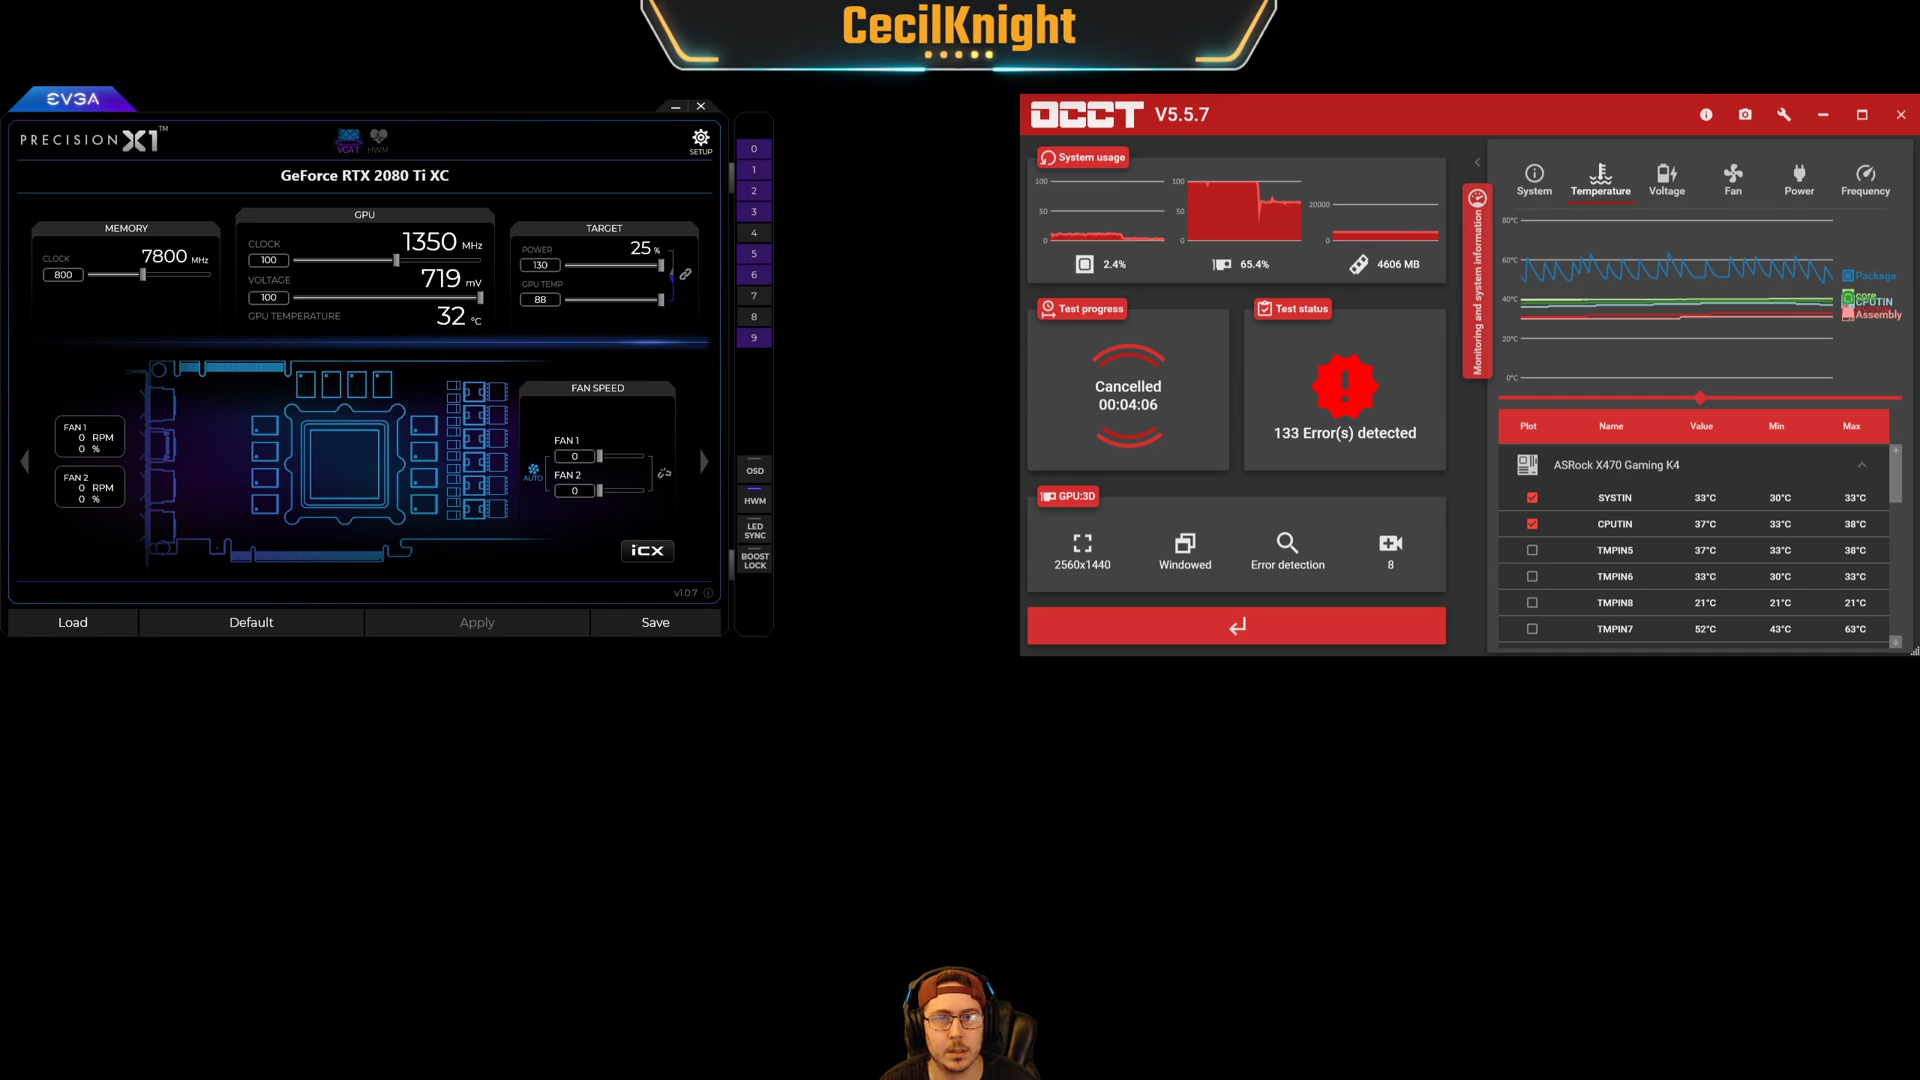 CecilKnight
EVGA
PRECISION X1™
VGA 1
HWM
SETUP
GeForce RTX 2080 Ti XC
MEMORY
CLOCK
7800 MHz
800
GPU
CLOCK
1350 MHz
100
VOLTAGE
719 mV
100
GPU TEMPERATURE
32 °C
TARGET
POWER
25 %
130
GPU TEMP
88
FAN 1
0 RPM
0 %
FAN 2
0 RPM
0 %
FAN SPEED
FAN 1
0
AUTO
FAN 2
0
iCX
v1.0.7
Load
Default
Apply
Save
0
1
2
3
4
5
6
7
8
9
OSD
HWM
LED
SYNC
BOOST
LOCK
OCCT V5.5.7
System usage
100
50
0
100
50
0
20000
0
2.4%
65.4%
4606 MB
Test progress
Cancelled
00:04:06
Test status
133 Error(s) detected
GPU:3D
2560x1440
Windowed
Error detection
8
Monitoring and system information
System
Temperature
Voltage
Fan
Power
Frequency
80°C
60°C
40°C
20°C
0°C
Package
CPUTIN
Assembly
Plot Name Value Min Max
ASRock X470 Gaming K4
SYSTIN 33°C 30°C 33°C
CPUTIN 37°C 33°C 38°C
TMPIN5 37°C 33°C 38°C
TMPIN6 33°C 30°C 33°C
TMPIN8 21°C 21°C 21°C
TMPIN7 52°C 43°C 63°C